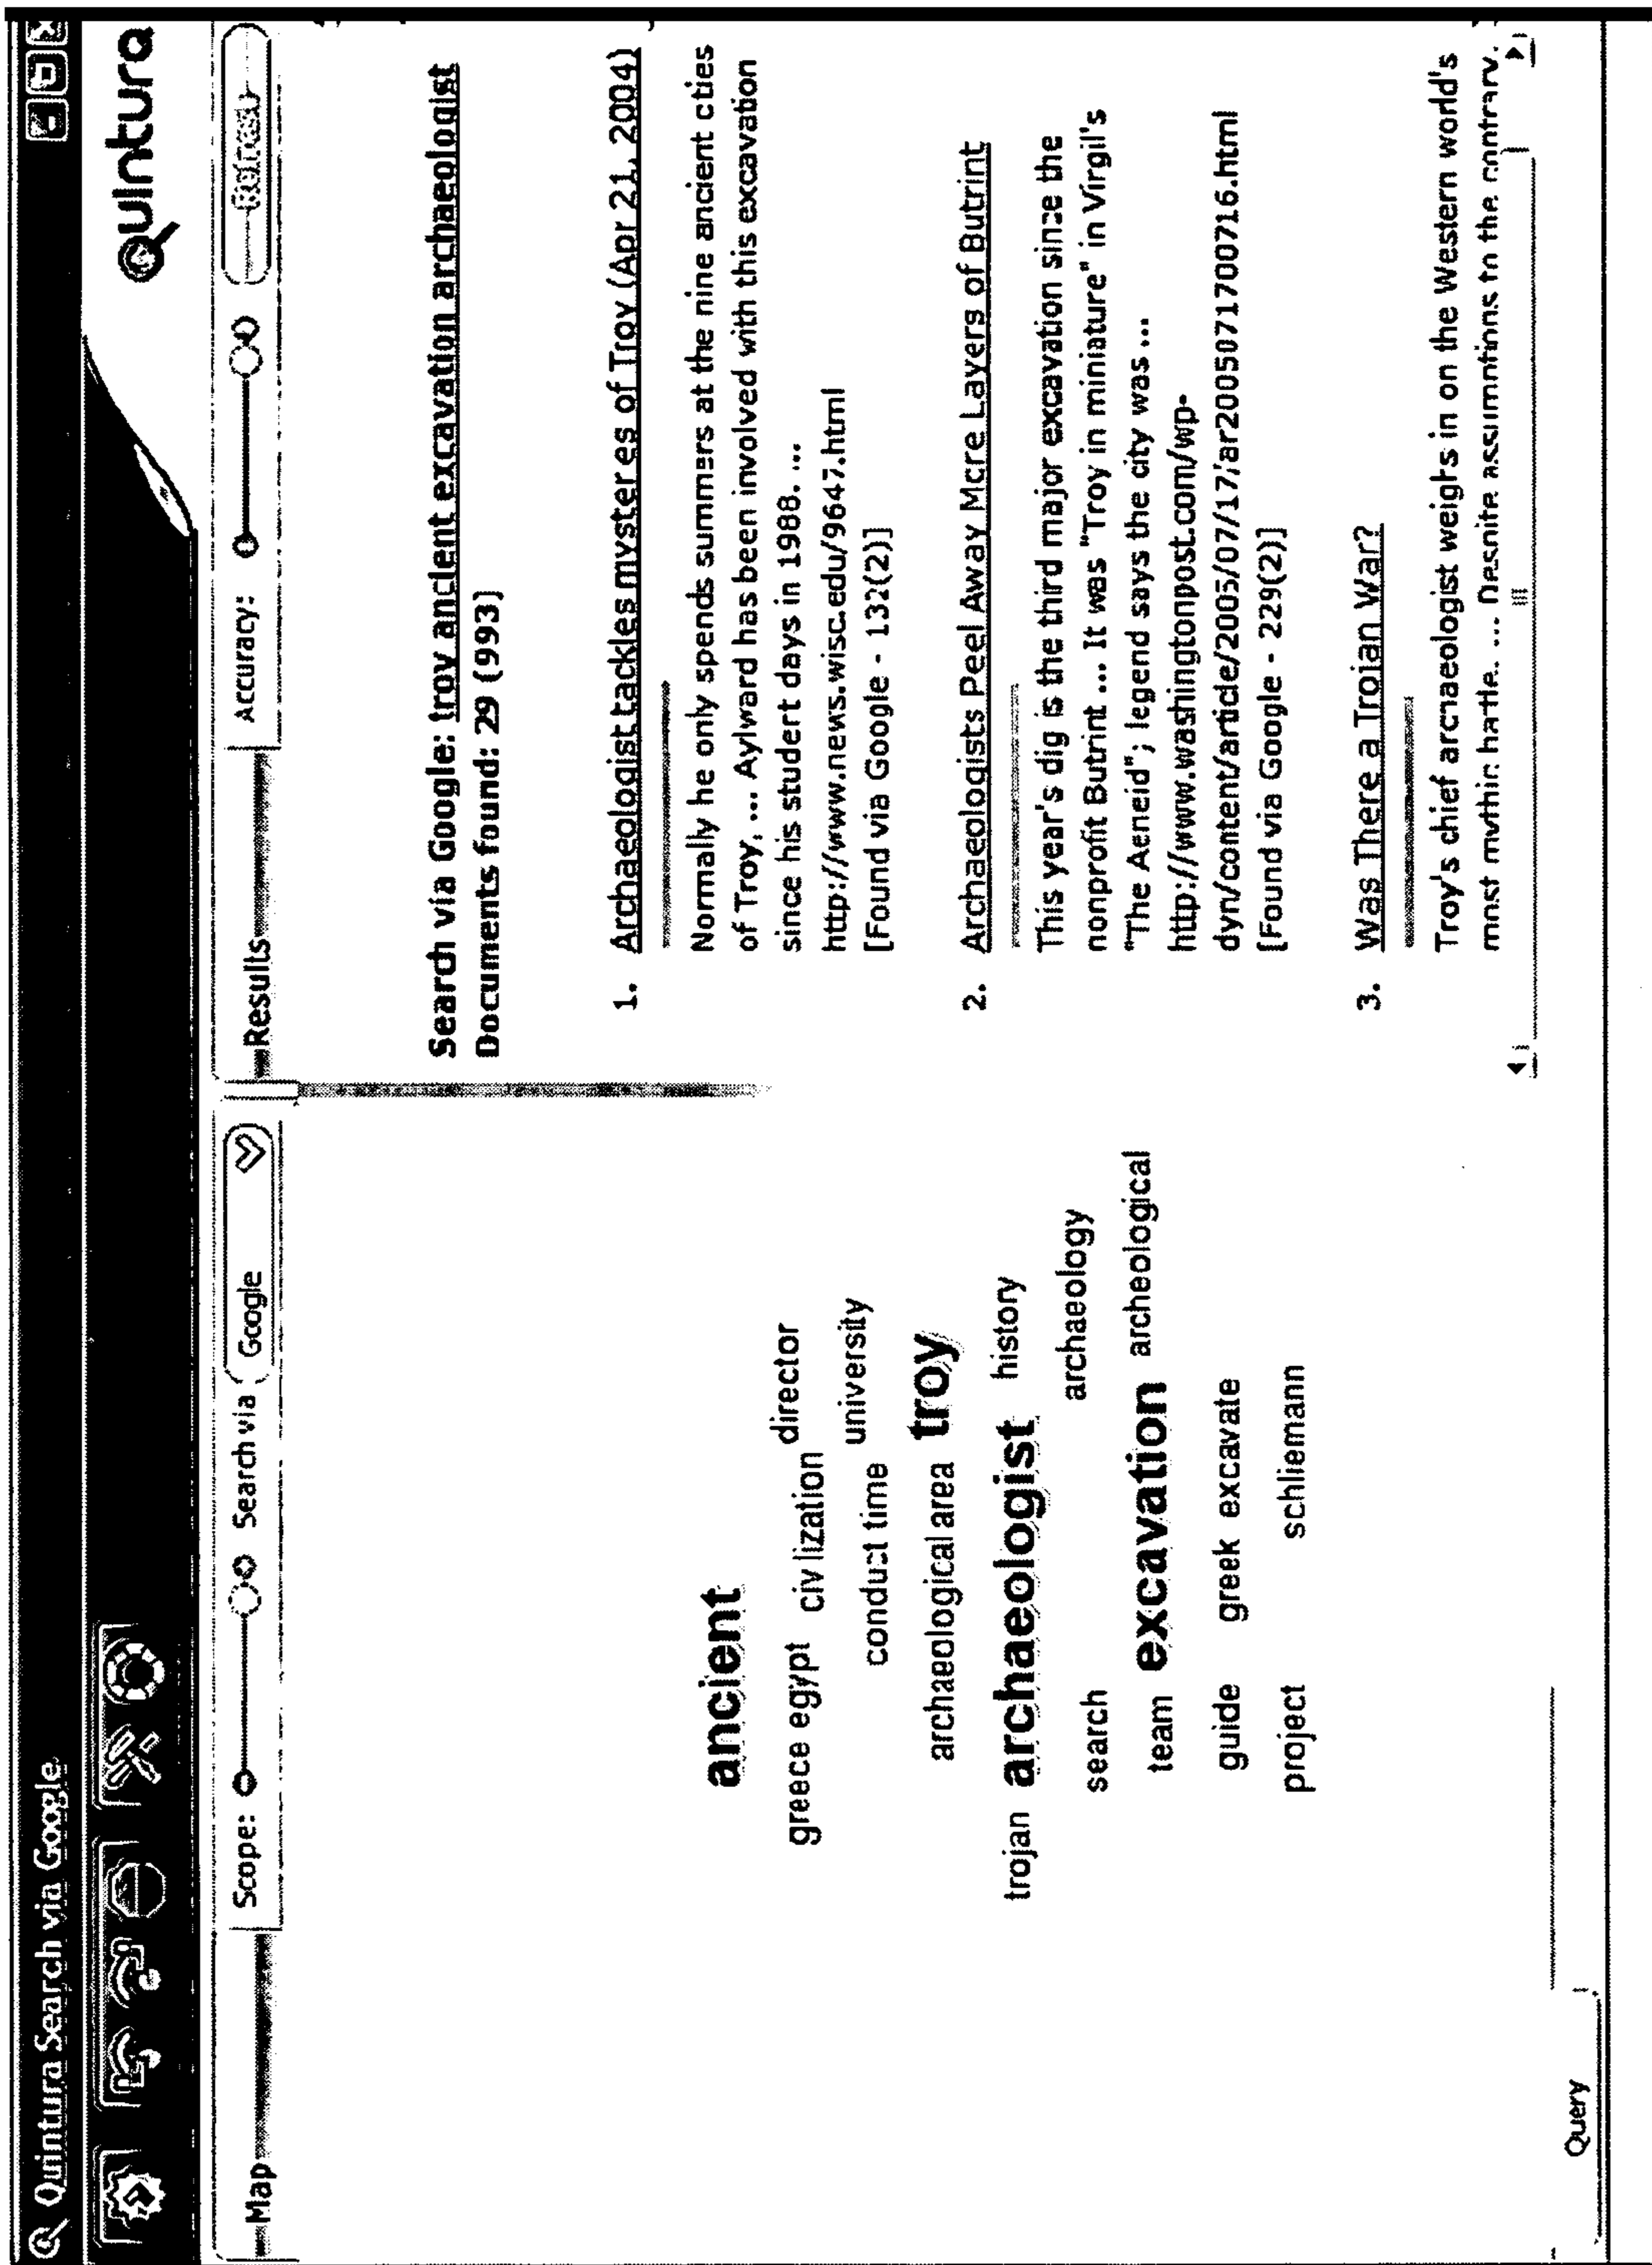 Quintura Search via Google
Quintura
Map
Scope:
Search via
Google
Results
Accuracy:
Refresh
ancient
greece egypt civilization director
conduct time university
archaeological area troy
trojan archaeologist history
search archaeology
team excavation archeological
guide greek excavate
project schliemann
Query
Search via Google: troy ancient excavation archaeologist
Documents found: 29 (993)
1. Archaeologist tackles mysteries of Troy (Apr 21, 2004)
Normally he only spends summers at the nine ancient cties
of Troy, ... Aylward has been involved with this excavation
since his student days in 1988. ...
http://www.news.wisc.edu/9647.html
[Found via Google - 132(2)]
2. Archaeologists Peel Away More Layers of Butrint
This year's dig is the third major excavation since the
nonprofit Butrint ... It was "Troy in miniature" in Virgil's
"The Aeneid"; legend says the city was ...
http://www.washingtonpost.com/wp-
dyn/content/article/2005/07/17/ar2005071700716.html
[Found via Google - 229(2)]
3. Was There a Trojan War?
Troy's chief archaeologist weighs in on the Western world's
most mythic battle. ... Despite assumptions to the contrary,